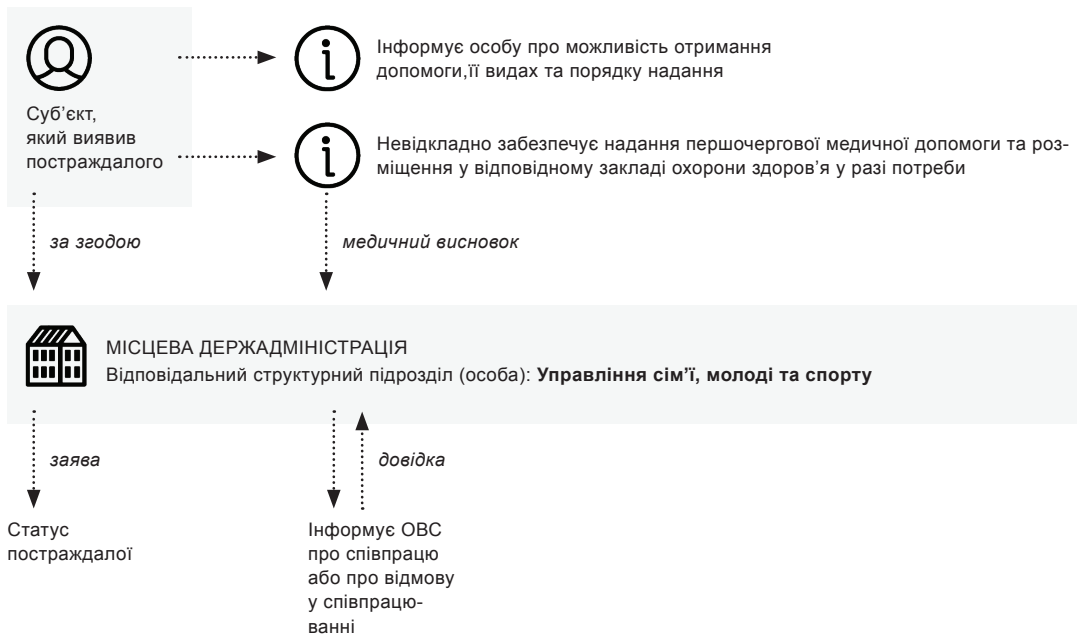 Інформує особу про можливість отримання
допомоги,її видах та порядку надання
Суб’єкт,
який виявив
постраждалого
Невідкладно забезпечує надання першочергової медичної допомоги та роз-
міщення у відповідному закладі охорони здоров’я у разі потреби
за згодою
медичний висновок
МІСЦЕВА ДЕРЖАДМІНІСТРАЦІЯ
Відповідальний структурний підрозділ (особа): Управління сім’ї, молоді та спорту
заява
довідка
Статус
постраждалої
Інформує ОВС
про співпрацю
або про відмову
у співпрацю-
ванні